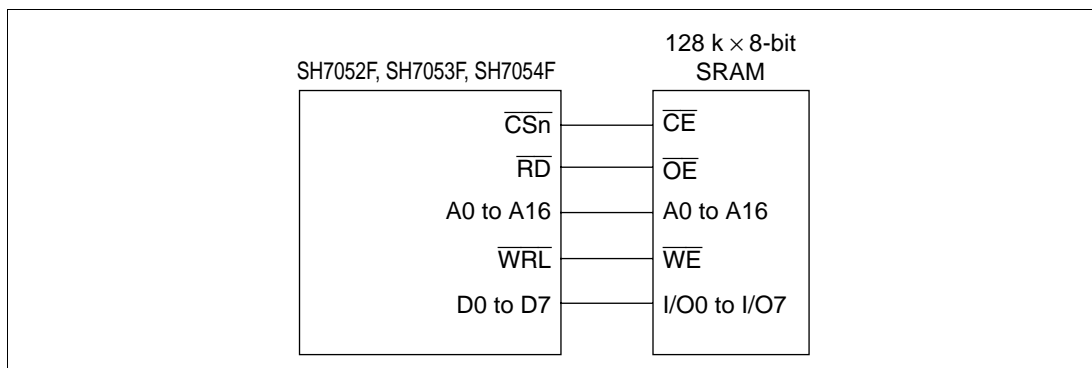 128 k × 8-bit
SH7052F, SH7053F, SH7054F SRAM
CSn CE
RD OE
A0 to A16 A0 to A16
WRL WE
D0 to D7 I/O0 to I/O7